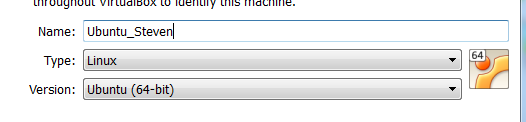 throughout VirtualBox to identify this machine.
Name: Ubuntu_Steven
Type: Linux
64
Version: Ubuntu (64-bit)